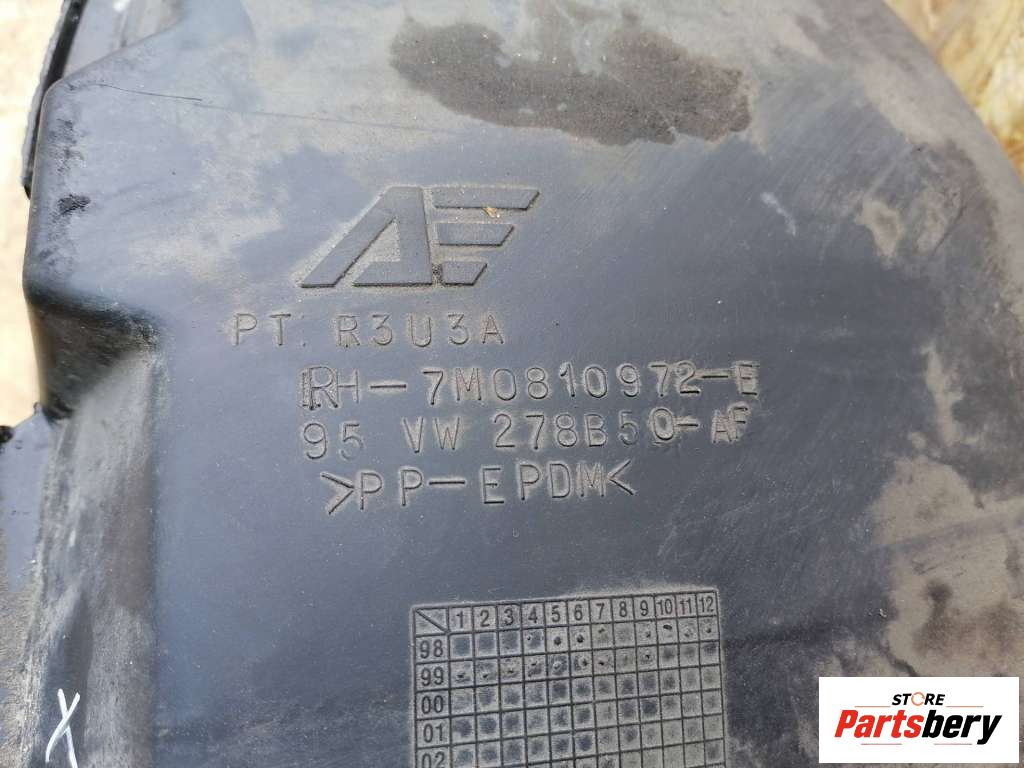 AE
PT. R3U3A
RH-7M0810972-E
95 VW 278B50-AF
>PP-EPDM<
1 2 3 4 5 6 7 8 9 10 11 12
98
99
00
01
02
X
STORE
Partsbery